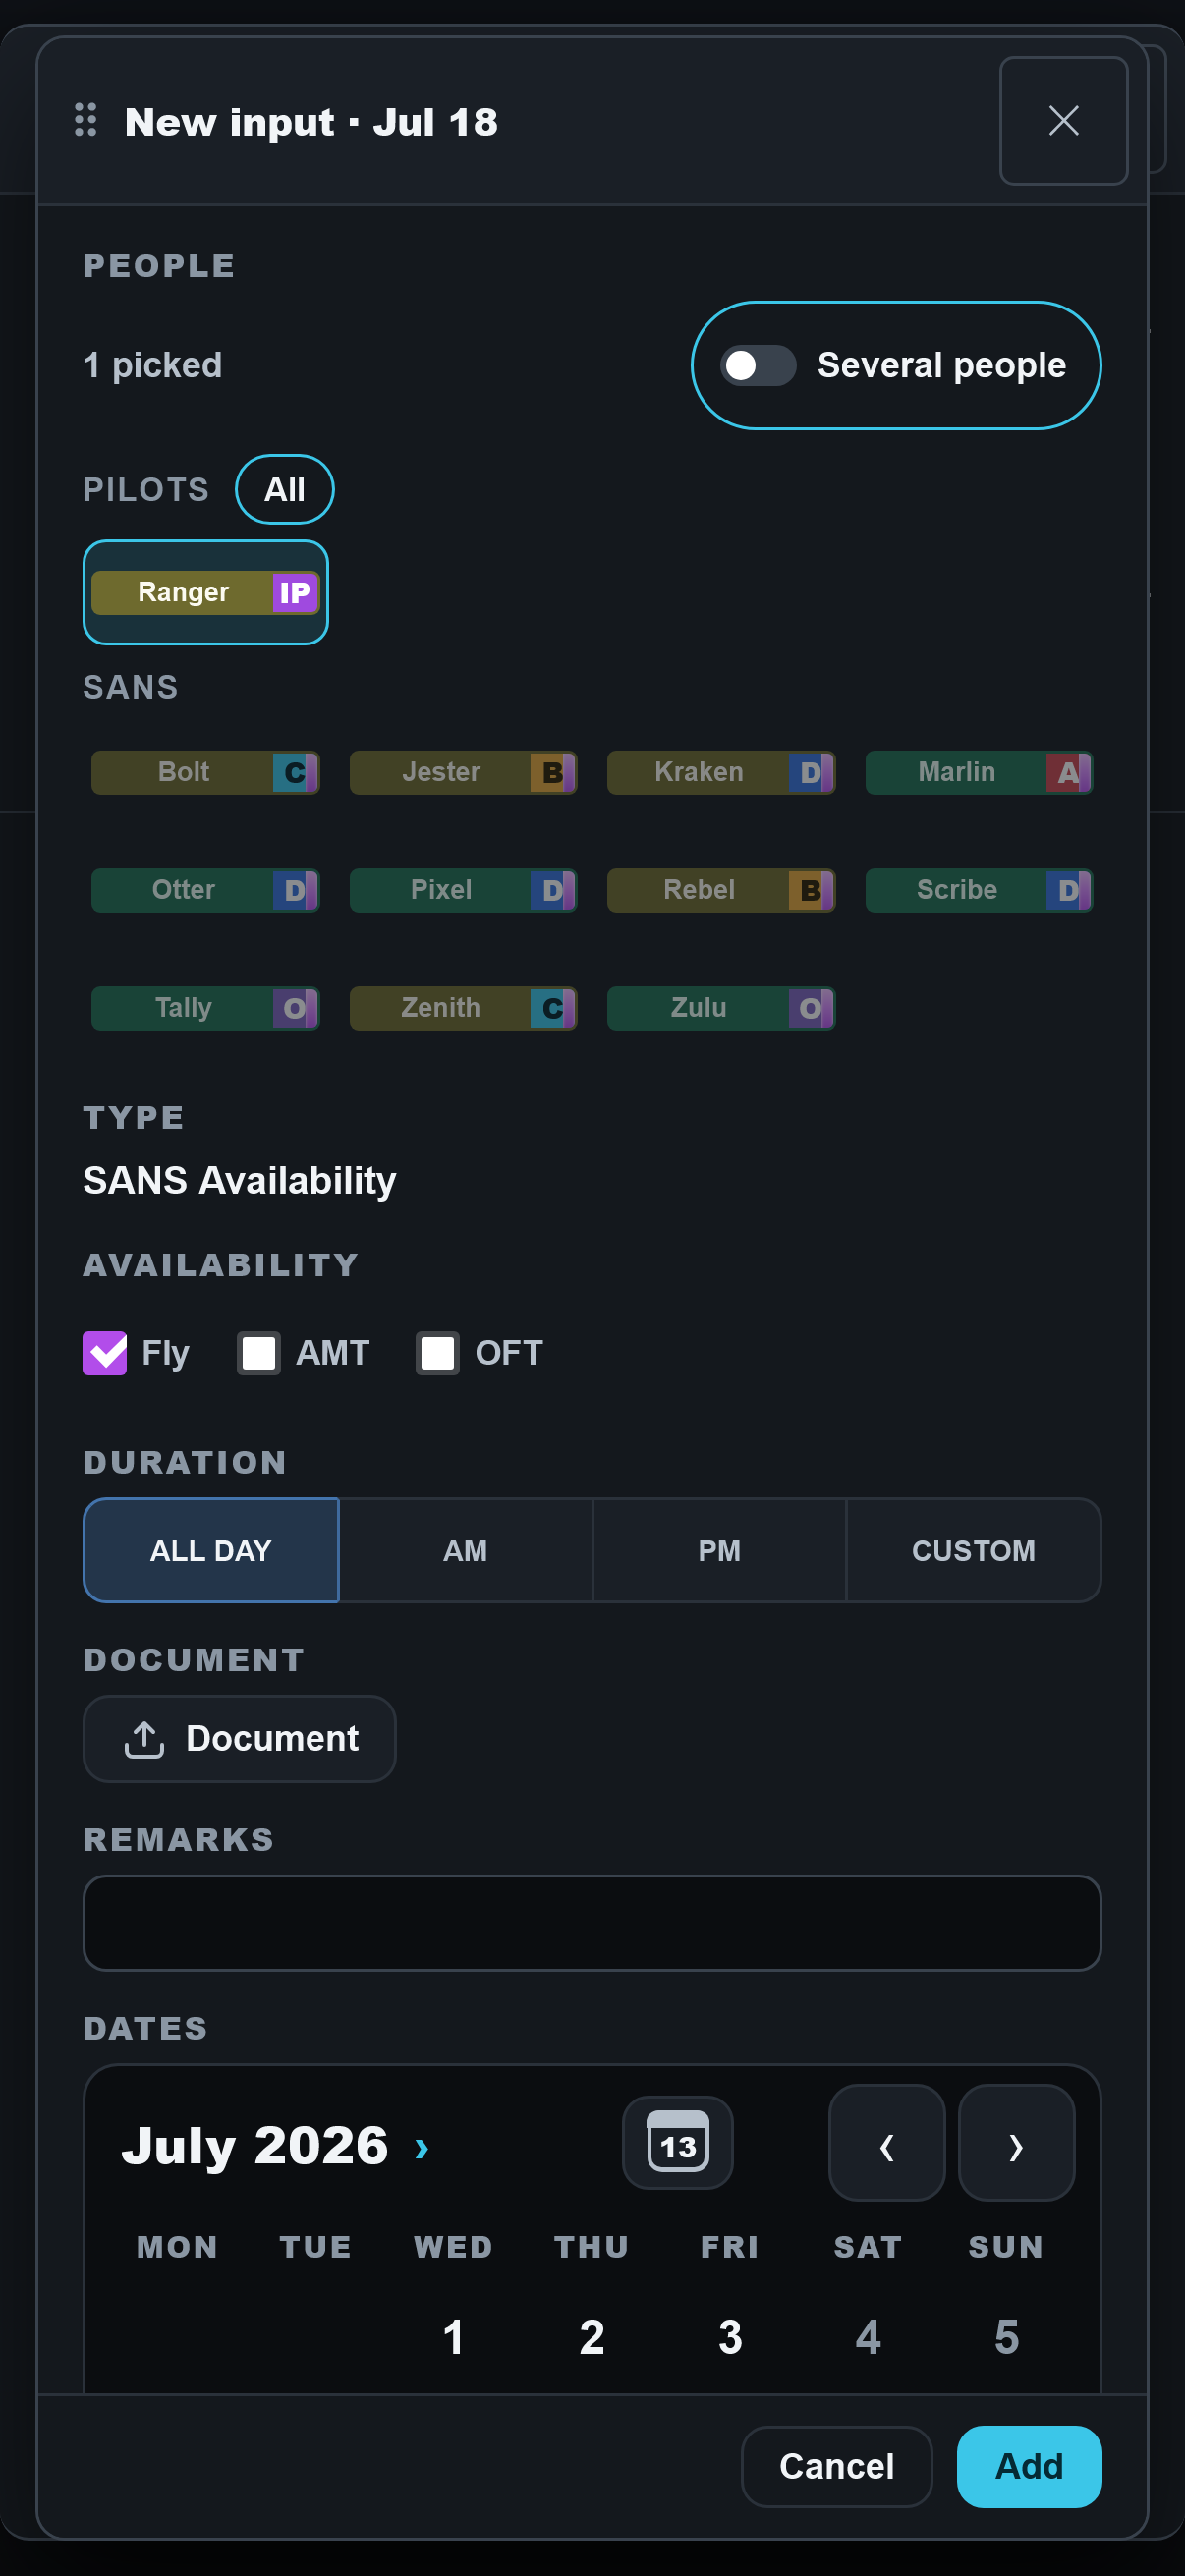 New input · Jul 18
PEOPLE
1 picked
Several people
PILOTS All
Ranger IP
SANS
Bolt C Jester B Kraken D Marlin A
Otter D Pixel D Rebel B Scribe D
Tally O Zenith C Zulu O
TYPE
SANS Availability
AVAILABILITY
Fly AMT OFT
DURATION
ALL DAY AM PM CUSTOM
DOCUMENT
Document
REMARKS
DATES
July 2026 › 13 ‹ ›
MON TUE WED THU FRI SAT SUN
1 2 3 4 5
Cancel Add